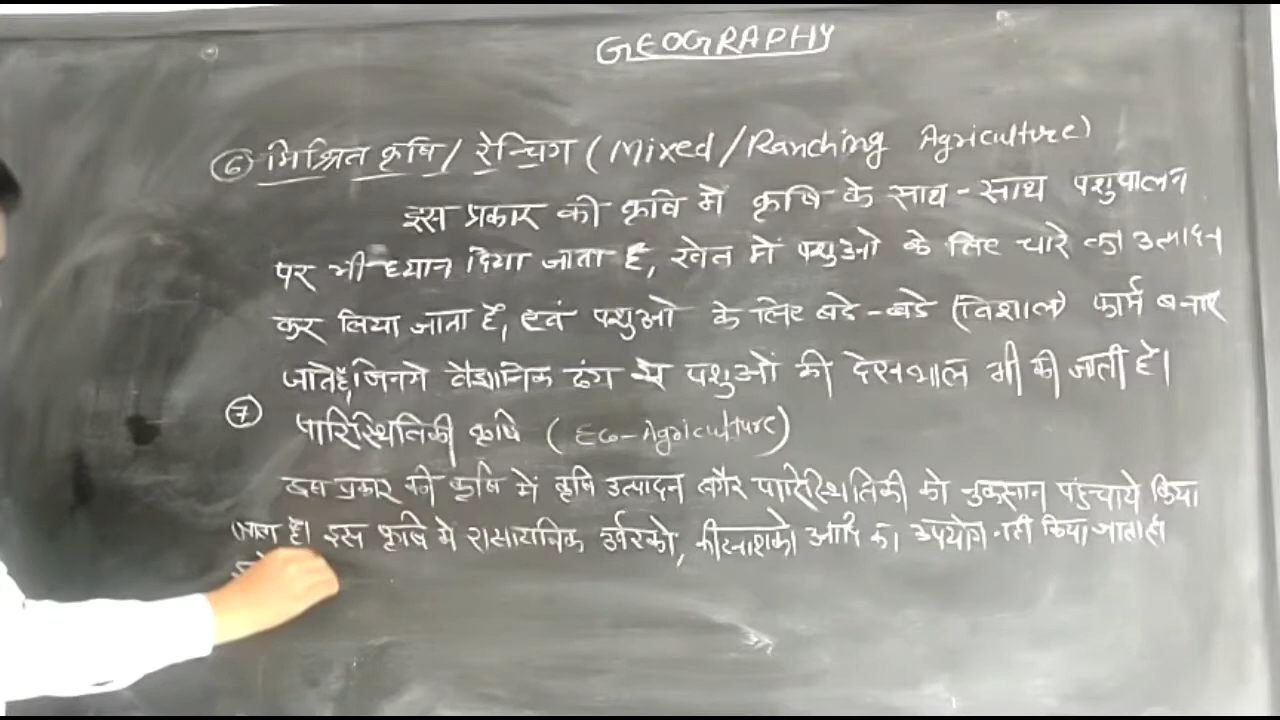 GEOGRAPHY
⑥ मिश्रित कृषि / रेन्चिग (Mixed/Ranching Agriculture)
इस प्रकार की कृषि मे कृषि के साथ-साथ पशुपालन
पर भी ध्यान दिया जाता है, खेत मे पशुओ के लिए चारे का उत्पादन
कर लिया जाता है, एवं पशुओ के लिए बडे-बडे (विशाल) फार्म बनाए
जाते है, जिनमे वैज्ञानिक ढंग से पशुओं की देखभाल भी की जाती है।
⑦ पारिस्थितिकी कृषि (Eco-Agriculture)
इस प्रकार की कृषि में कृषि उत्पादन बगैर पारिस्थितिकी को नुकसान पंहुचाये किया
जाता है। इस कृषि मे रासायनिक उर्वरको, कीटनाशको आदि का उपयोग नही किया जाता है।